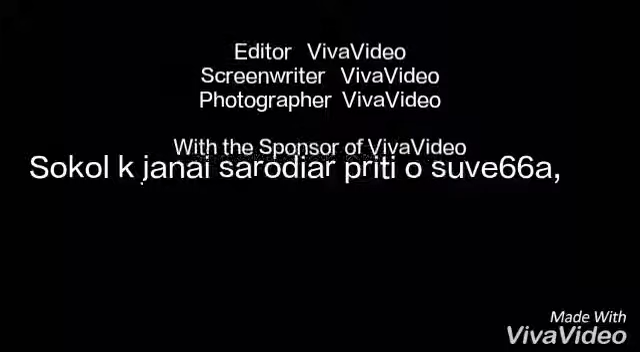 Editor VivaVideo
Screenwriter VivaVideo
Photographer VivaVideo
With the Sponsor of VivaVideo
Sokol k janai sarodiar priti o suve66a,
Made With
VivaVideo